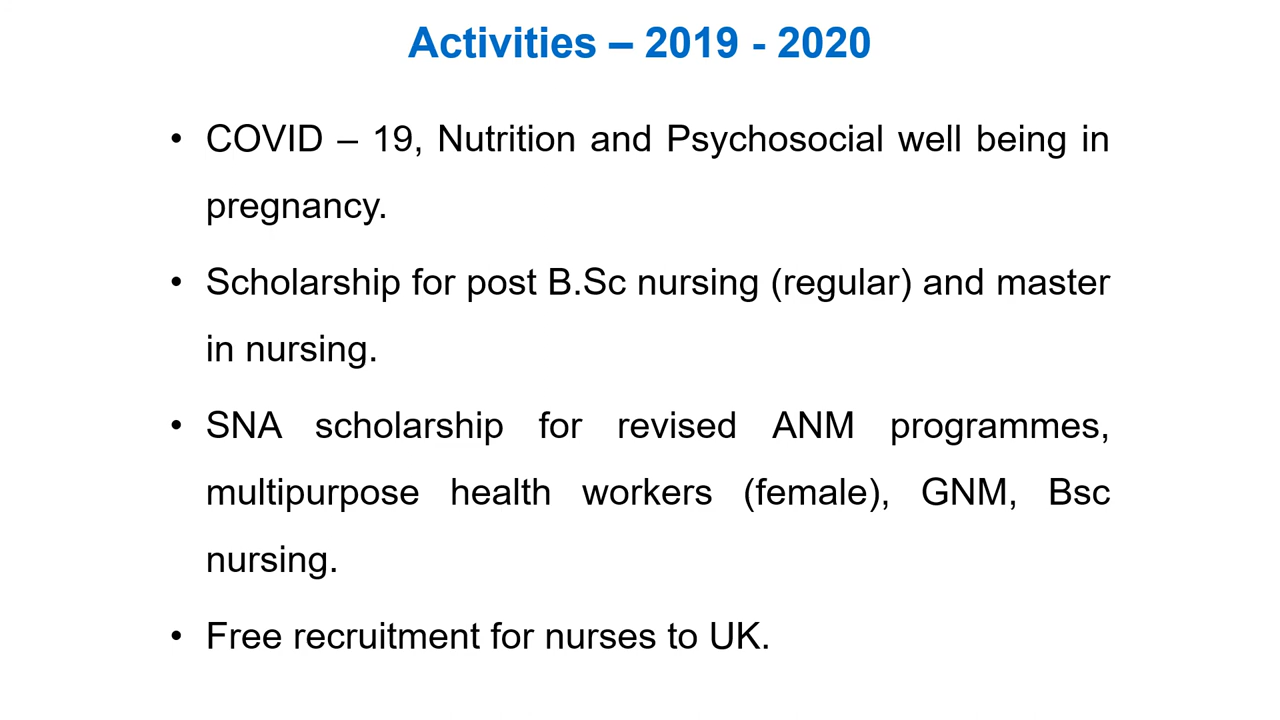 Activities – 2019 - 2020
• COVID – 19, Nutrition and Psychosocial well being in
pregnancy.
• Scholarship for post B.Sc nursing (regular) and master
in nursing.
• SNA scholarship for revised ANM programmes,
multipurpose health workers (female), GNM, Bsc
nursing.
• Free recruitment for nurses to UK.